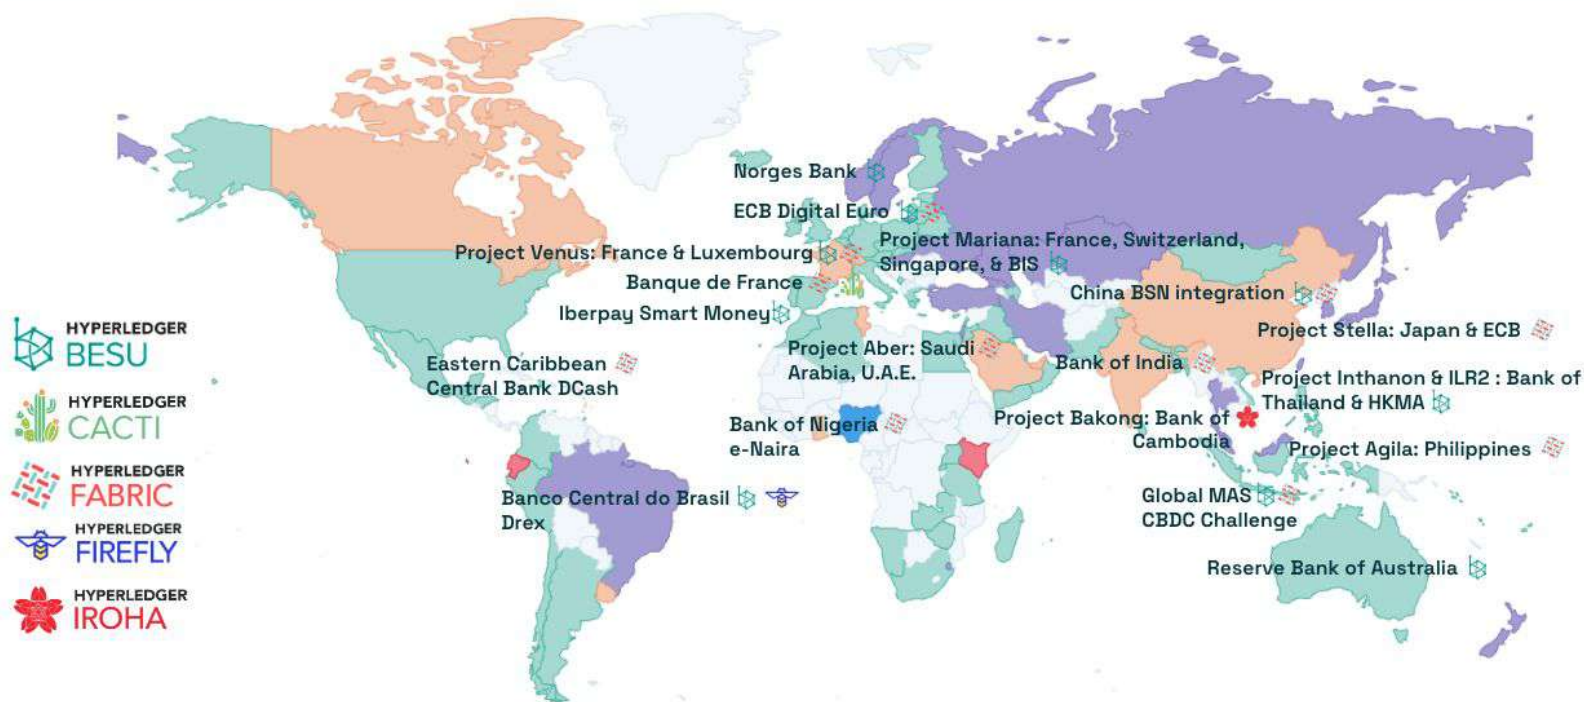 HYPERLEDGER
BESU
HYPERLEDGER
CACTI
HYPERLEDGER
FABRIC
HYPERLEDGER
FIREFLY
HYPERLEDGER
IROHA
Norges Bank
ECB Digital Euro
Project Venus: France & Luxembourg
Project Mariana: France, Switzerland,
Singapore, & BIS
Banque de France
Iberpay Smart Money
China BSN integration
Project Stella: Japan & ECB
Eastern Caribbean
Central Bank DCash
Project Aber: Saudi
Arabia, U.A.E.
Bank of India
Project Inthanon & ILR2 : Bank of
Thailand & HKMA
Bank of Nigeria
e-Naira
Project Bakong: Bank of
Cambodia
Project Agila: Philippines
Banco Central do Brasil
Drex
Global MAS
CBDC Challenge
Reserve Bank of Australia